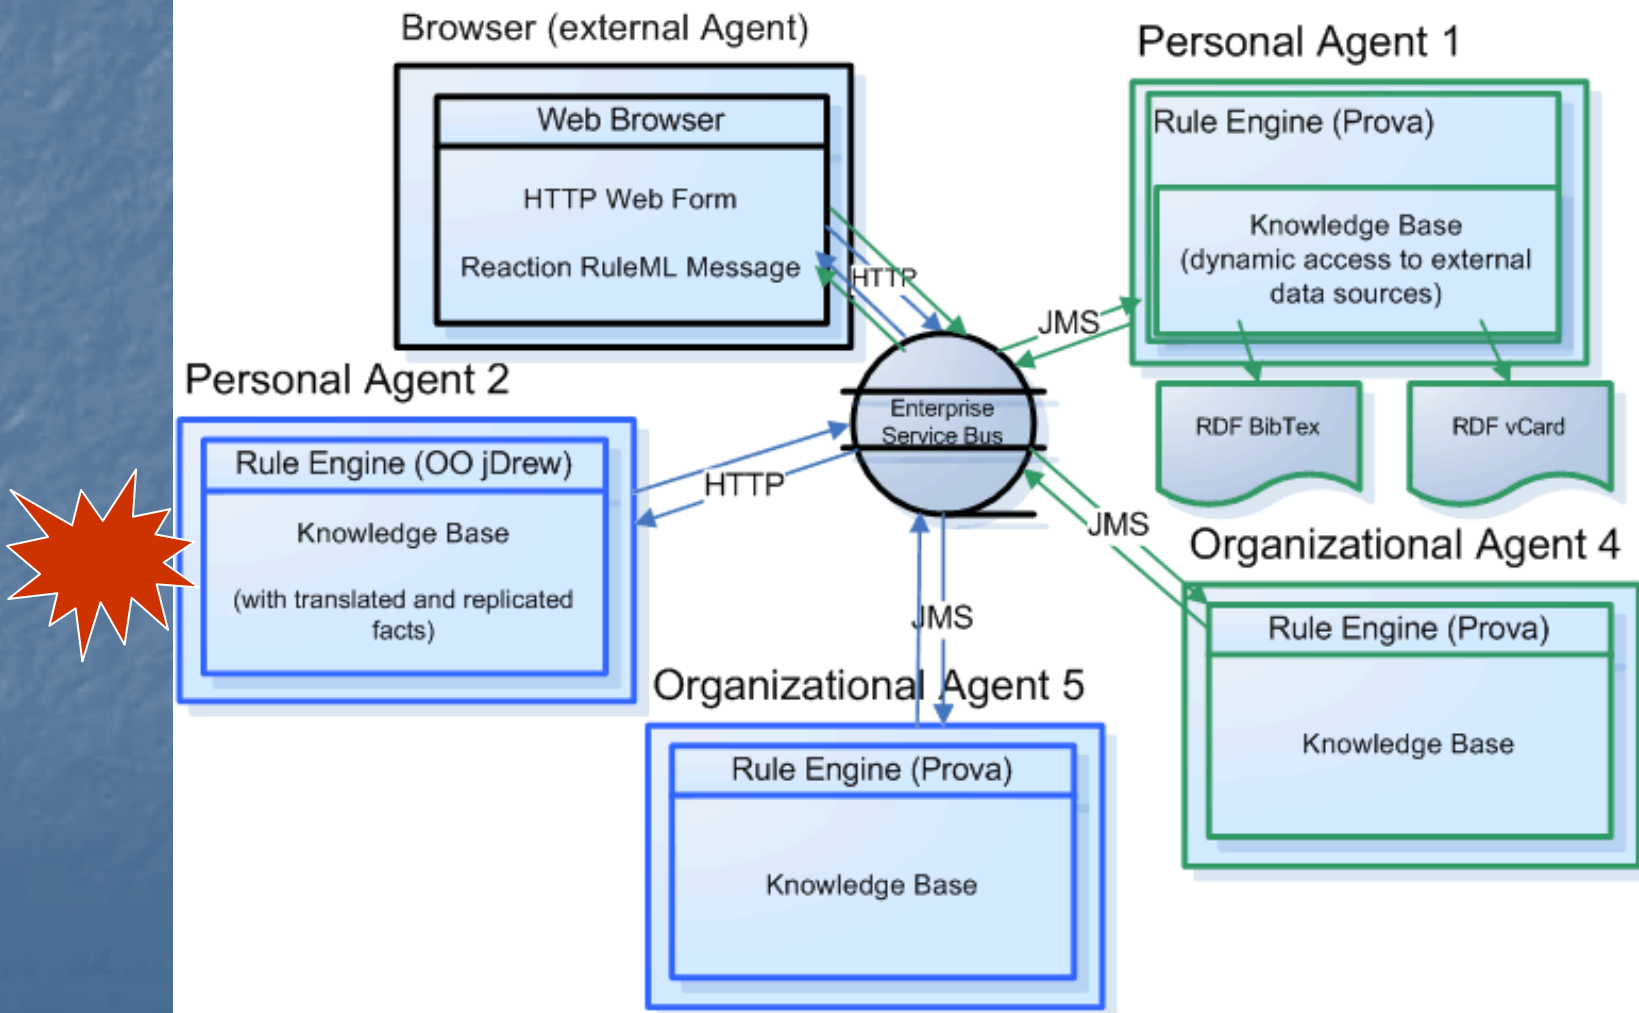 Browser (external Agent)
Web Browser
HTTP Web Form
Reaction RuleML Message
HTTP
Personal Agent 1
Rule Engine (Prova)
Knowledge Base
(dynamic access to external
data sources)
JMS
RDF BibTex
RDF vCard
Enterprise
Service Bus
Personal Agent 2
Rule Engine (OO jDrew)
Knowledge Base
(with translated and replicated
facts)
HTTP
JMS
Organizational Agent 4
Rule Engine (Prova)
Knowledge Base
JMS
Organizational Agent 5
Rule Engine (Prova)
Knowledge Base